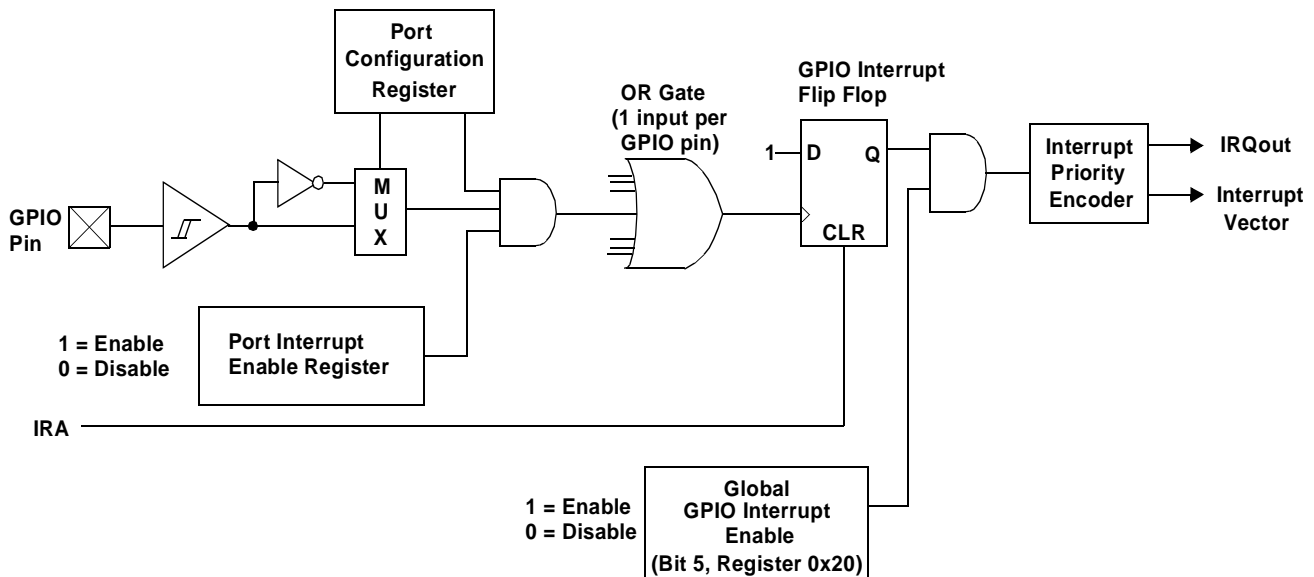 Port
Configuration
Register
GPIO Interrupt
Flip Flop
OR Gate
(1 input per
GPIO pin)
GPIO
Pin
M
U
X
1
D
Q
CLR
Interrupt
Priority
Encoder
IRQout
Interrupt
Vector
1 = Enable
0 = Disable
Port Interrupt
Enable Register
IRA
1 = Enable
0 = Disable
Global
GPIO Interrupt
Enable
(Bit 5, Register 0x20)